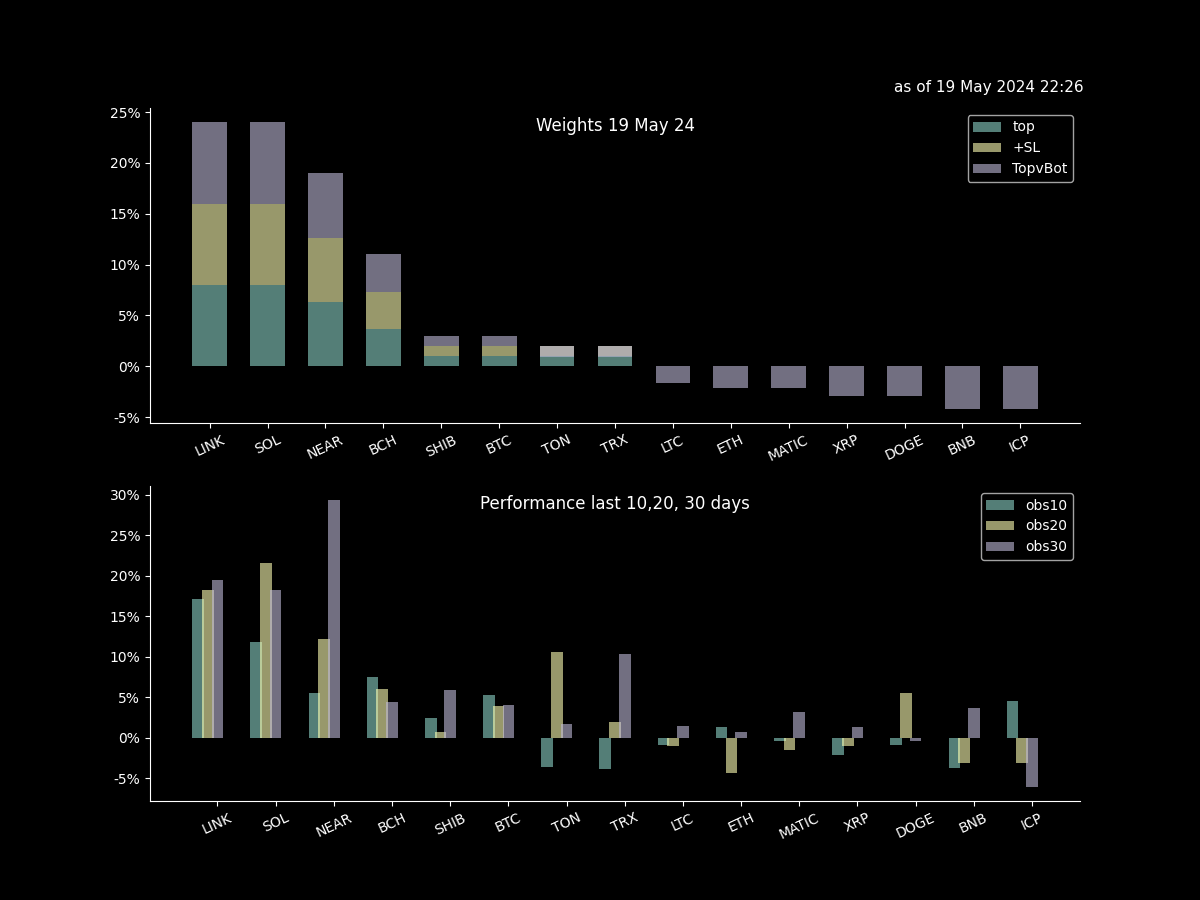 as of 19 May 2024 22:26
Weights 19 May 24
top
+SL
TopvBot
25%
20%
15%
10%
5%
0%
-5%
LINK SOL NEAR BCH SHIB BTC TON TRX LTC ETH MATIC XRP DOGE BNB ICP
Performance last 10,20, 30 days
obs10
obs20
obs30
30%
25%
20%
15%
10%
5%
0%
-5%
LINK SOL NEAR BCH SHIB BTC TON TRX LTC ETH MATIC XRP DOGE BNB ICP